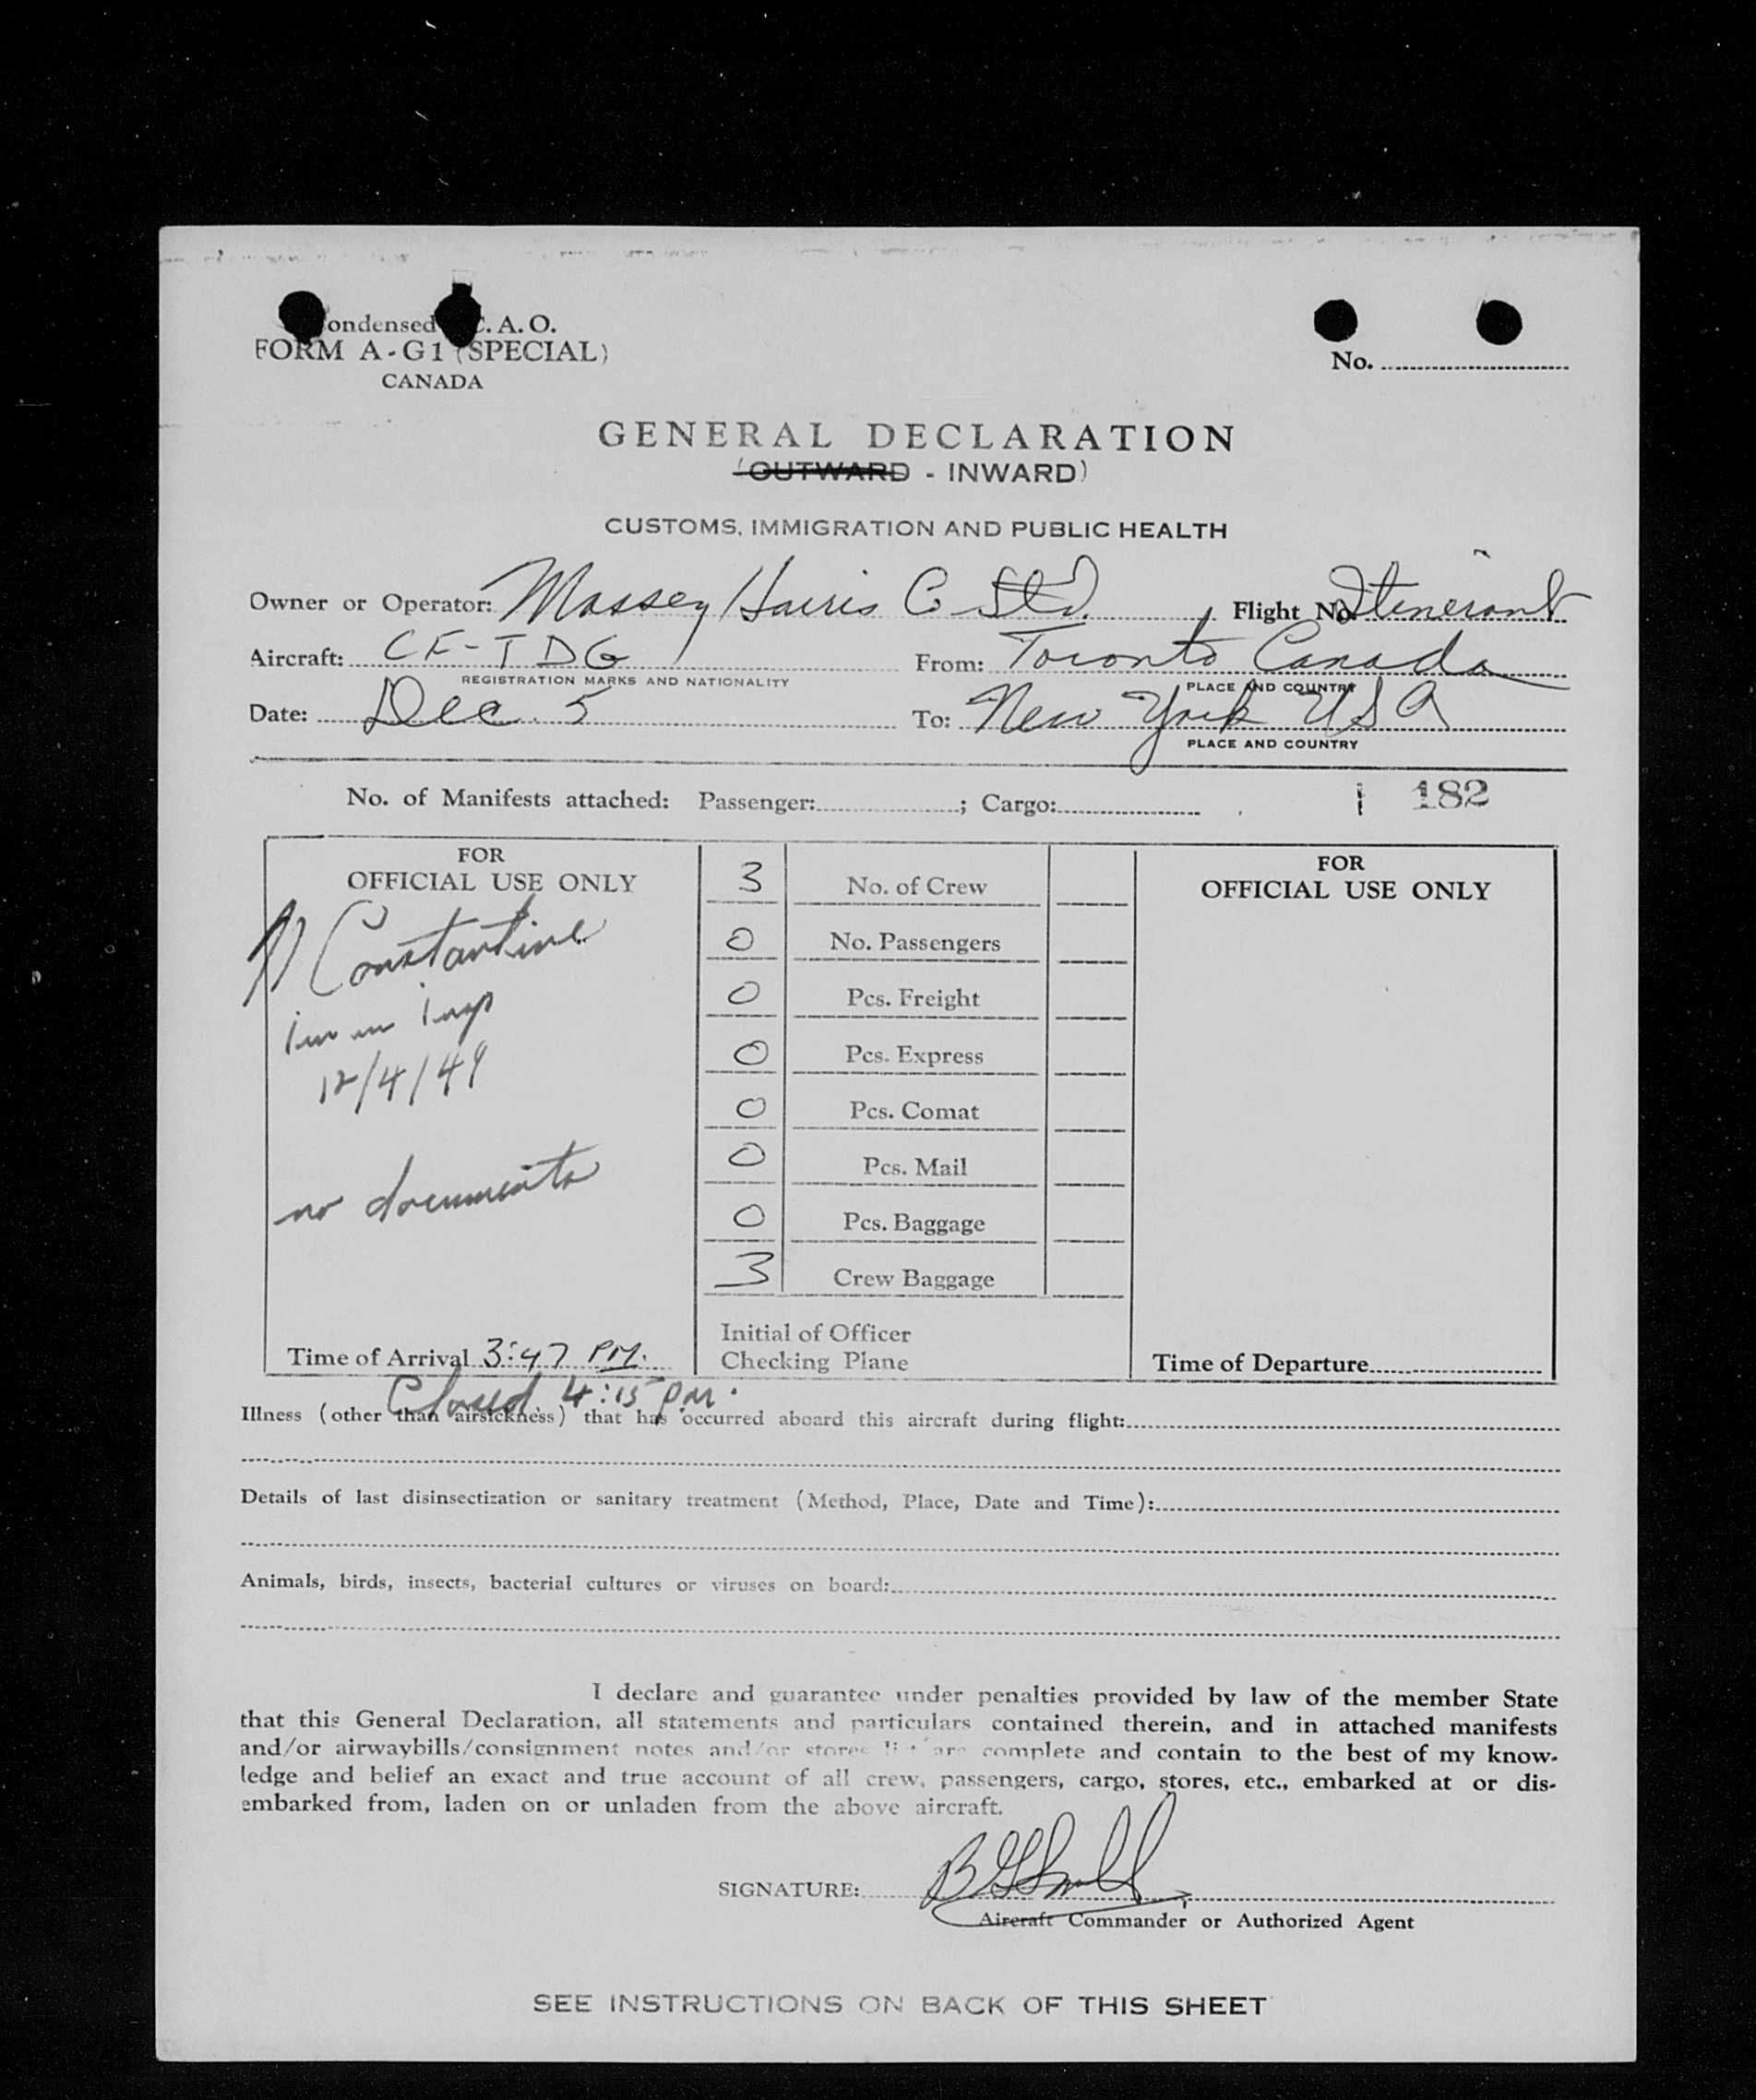 ondensed C. A. O.
FORM A-G1 (SPECIAL)
CANADA
No.
GENERAL DECLARATION
(OUTWARD - INWARD)
CUSTOMS, IMMIGRATION AND PUBLIC HEALTH
Owner or Operator: Massey Harris Co Ltd. Flight No. Itinerant
Aircraft: CF-TDG From: Toronto Canada
REGISTRATION MARKS AND NATIONALITY PLACE AND COUNTRY
Date: Dec. 5 To: New York USA
PLACE AND COUNTRY
No. of Manifests attached: Passenger: ; Cargo: 182
FOR
OFFICIAL USE ONLY
Constantine
Imm Insp
12/4/49
no documents
Time of Arrival 3:47 PM.
Closed 4:15 P.M.
3 No. of Crew
0 No. Passengers
0 Pcs. Freight
0 Pcs. Express
0 Pcs. Comat
0 Pcs. Mail
0 Pcs. Baggage
3 Crew Baggage
Initial of Officer
Checking Plane
FOR
OFFICIAL USE ONLY
Time of Departure
Illness (other than airsickness) that has occurred aboard this aircraft during flight:
Details of last disinsectization or sanitary treatment (Method, Place, Date and Time):
Animals, birds, insects, bacterial cultures or viruses on board:
I declare and guarantee under penalties provided by law of the member State
that this General Declaration, all statements and particulars contained therein, and in attached manifests
and/or airwaybills/consignment notes and/or stores list are complete and contain to the best of my know-
ledge and belief an exact and true account of all crew, passengers, cargo, stores, etc., embarked at or dis-
embarked from, laden on or unladen from the above aircraft.
SIGNATURE:
Aircraft Commander or Authorized Agent
SEE INSTRUCTIONS ON BACK OF THIS SHEET